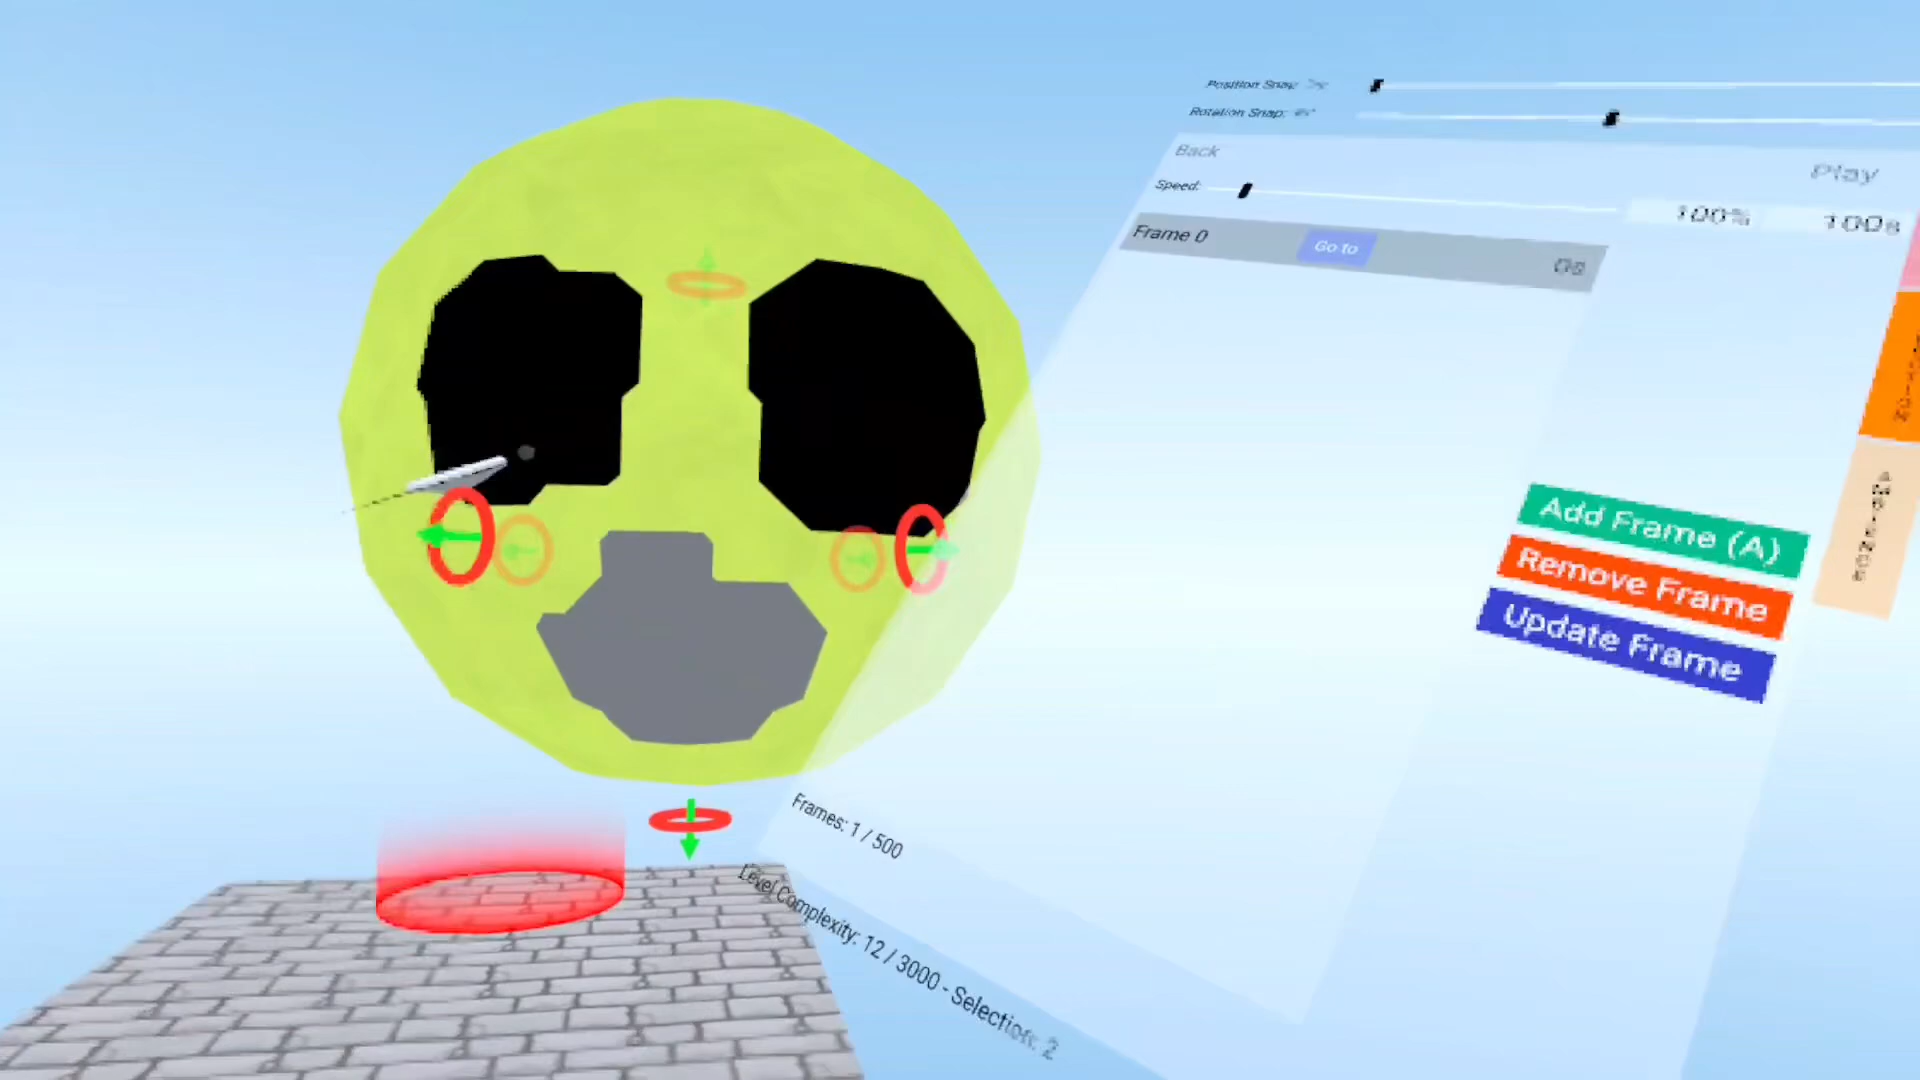 Position Snap:
Rotation Snap:
Back
Play
Speed:
100%
100s
Frame 0
Go to
0s
Add Frame (A)
Remove Frame
Update Frame
Frames: 1 / 500
Level Complexity: 12 / 3000 - Selection: 2